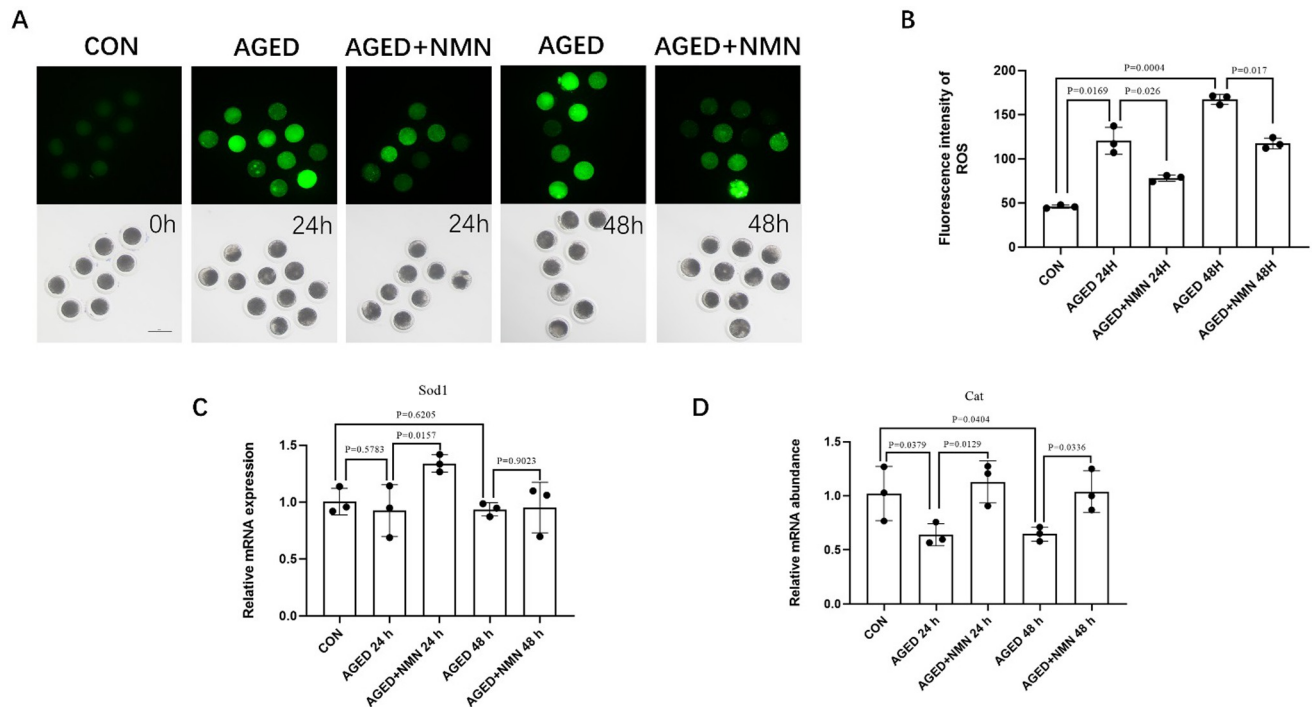 A
CON
AGED
AGED+NMN
AGED
AGED+NMN
0h
24h
24h
48h
48h
B
Fluorescence intensity of
ROS
200
150
100
50
0
P=0.0004
P=0.0169
P=0.026
P=0.017
CON
AGED 24H
AGED+NMN 24H
AGED 48H
AGED+NMN 48H
C
Sod1
Relative mRNA expression
1.5
1.0
0.5
0.0
P=0.6205
P=0.5783
P=0.0157
P=0.9023
CON
AGED 24 h
AGED+NMN 24 h
AGED 48 h
AGED+NMN 48 h
D
Cat
Relative mRNA abundance
1.5
1.0
0.5
0.0
P=0.0404
P=0.0379
P=0.0129
P=0.0336
CON
AGED 24 h
AGED+NMN 24 h
AGED 48 h
AGED+NMN 48 h